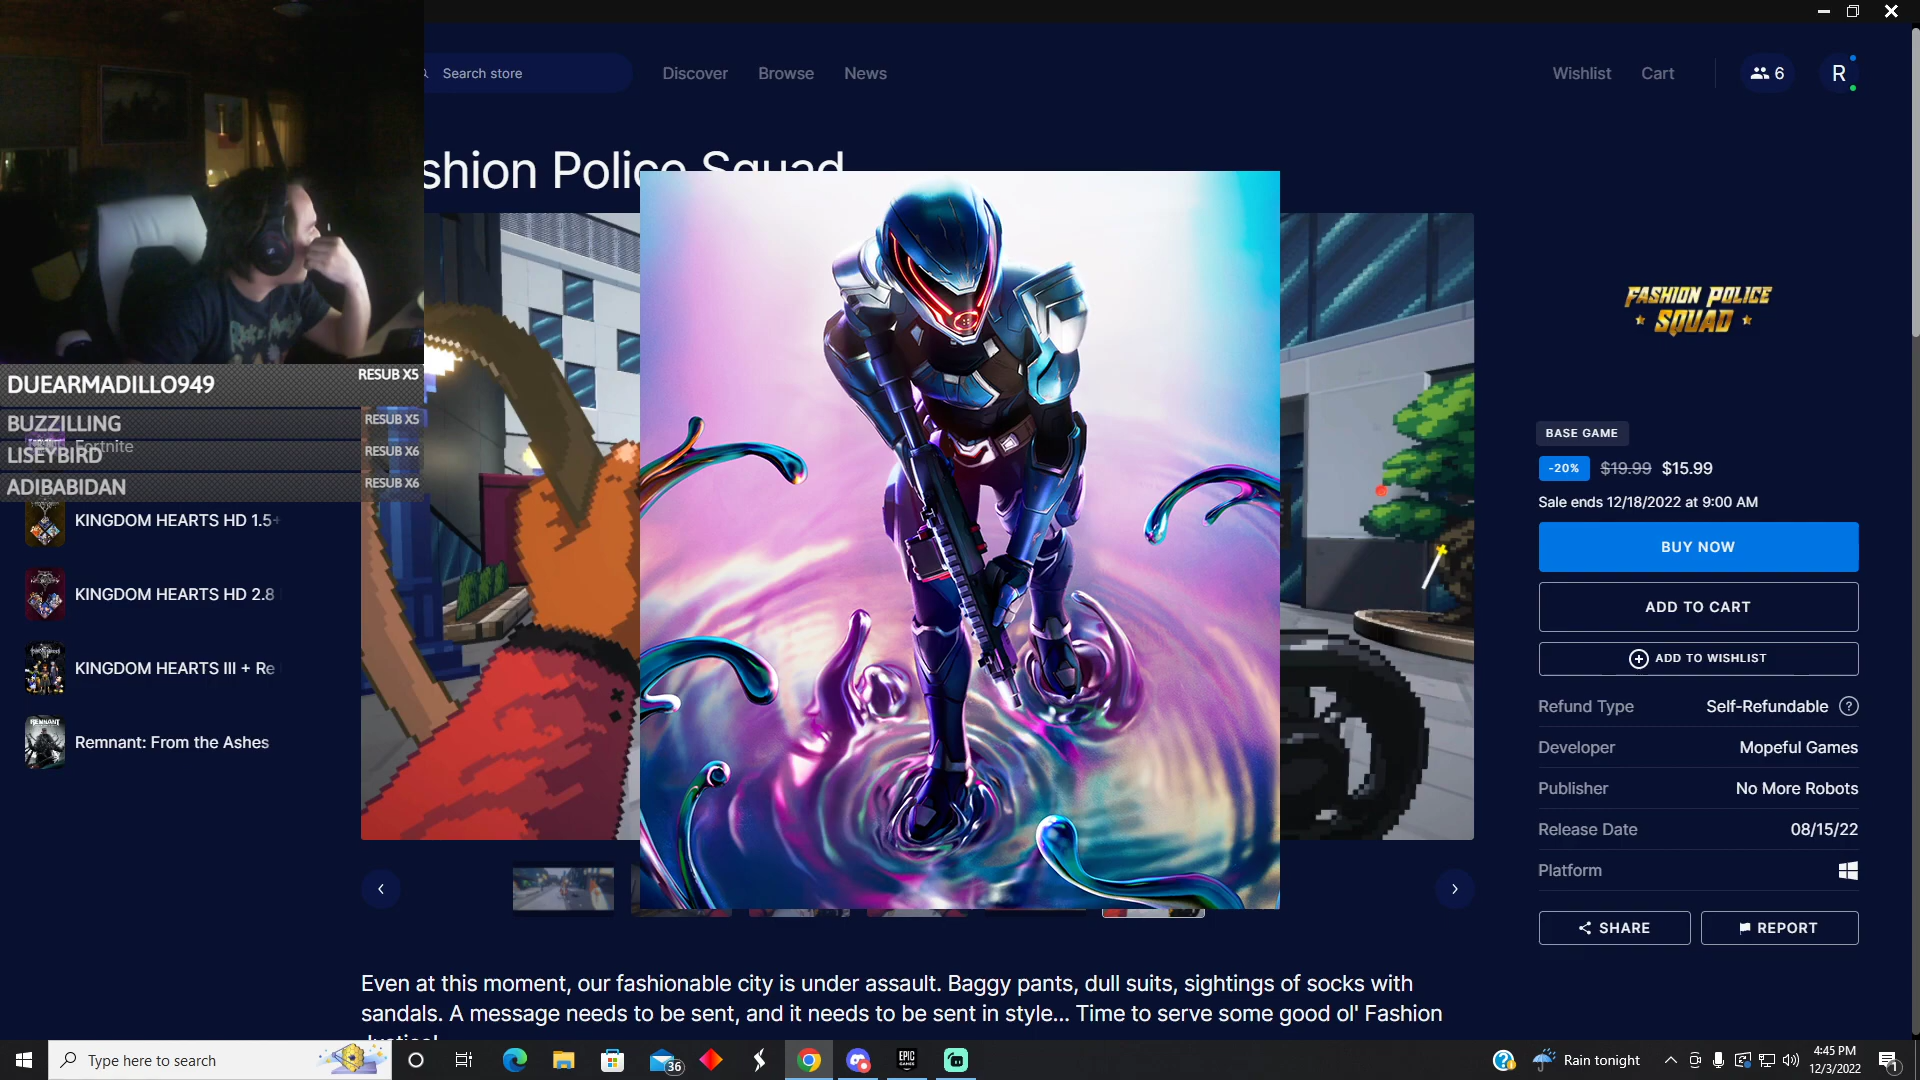 Search store
Discover
Browse
News
Wishlist
Cart
6
R
shion Police Squad
DUEARMADILLO949
RESUB X5
BUZZILLING
RESUB X5
Fortnite
LISEYBIRD
RESUB X6
ADIBABIDAN
RESUB X6
KINGDOM HEARTS HD 1.5+
KINGDOM HEARTS HD 2.8
KINGDOM HEARTS III + Re
Remnant: From the Ashes
FASHION POLICE
SQUAD
BASE GAME
-20% $19.99 $15.99
Sale ends 12/18/2022 at 9:00 AM
BUY NOW
ADD TO CART
ADD TO WISHLIST
Refund Type Self-Refundable ?
Developer Mopeful Games
Publisher No More Robots
Release Date 08/15/22
Platform
SHARE
REPORT
Even at this moment, our fashionable city is under assault. Baggy pants, dull suits, sightings of socks with
sandals. A message needs to be sent, and it needs to be sent in style... Time to serve some good ol' Fashion
Type here to search
36
EPIC
GAMES
Rain tonight
4:45 PM
12/3/2022
1